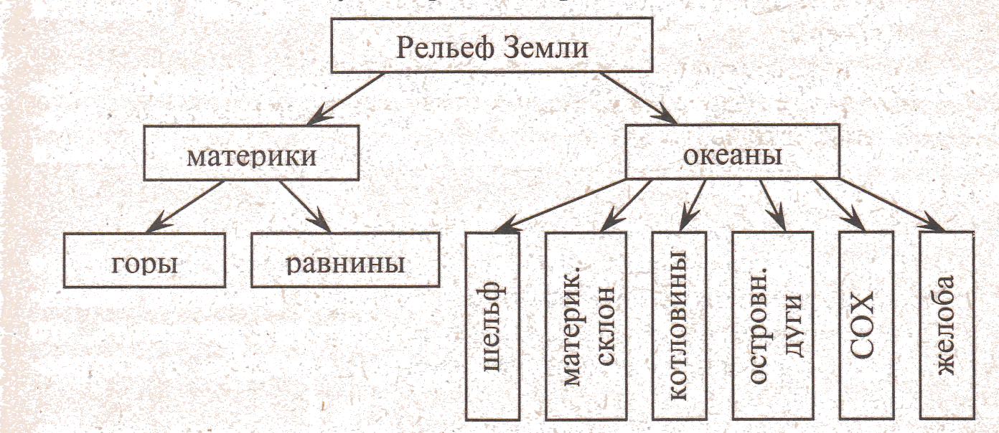 Рельеф Земли
материки
океаны
горы
равнины
шельф
материк.
склон
котловины
островн.
дуги
СОХ
желоба